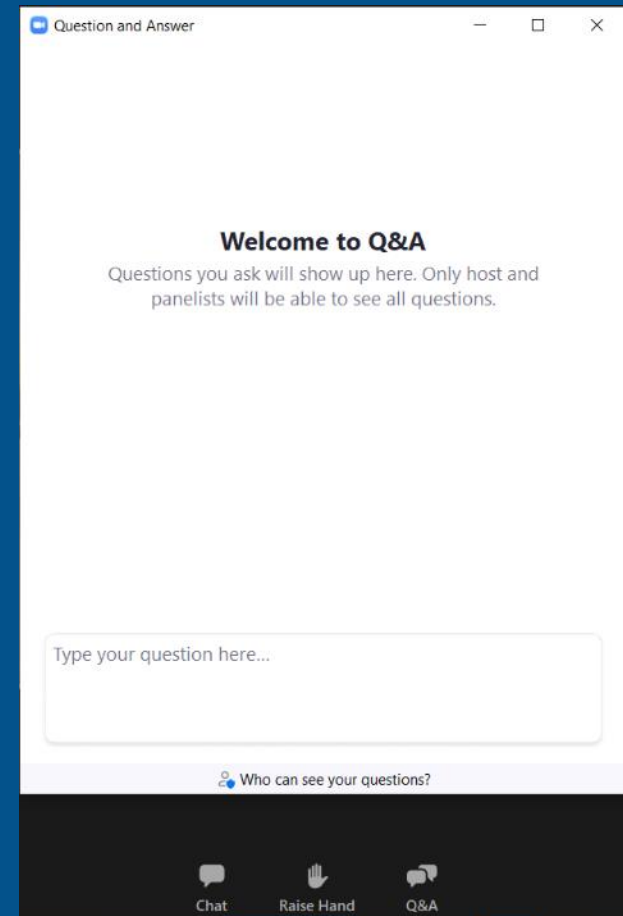 Question and Answer
Welcome to Q&A
Questions you ask will show up here. Only host and
panelists will be able to see all questions.
Type your question here...
Who can see your questions?
Chat Raise Hand Q&A